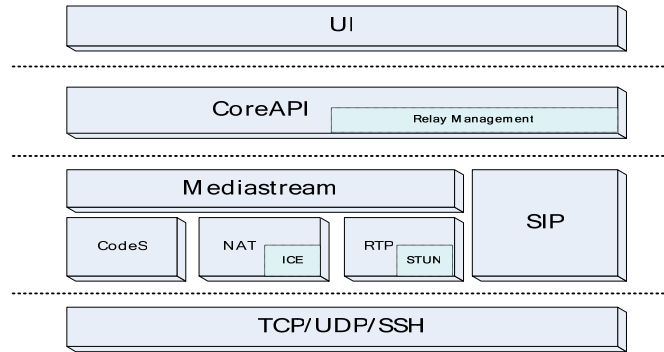 UI
CoreAPI
Relay Management
Mediastream
SIP
CodeS
NAT
ICE
RTP
STUN
TCP/UDP/SSH